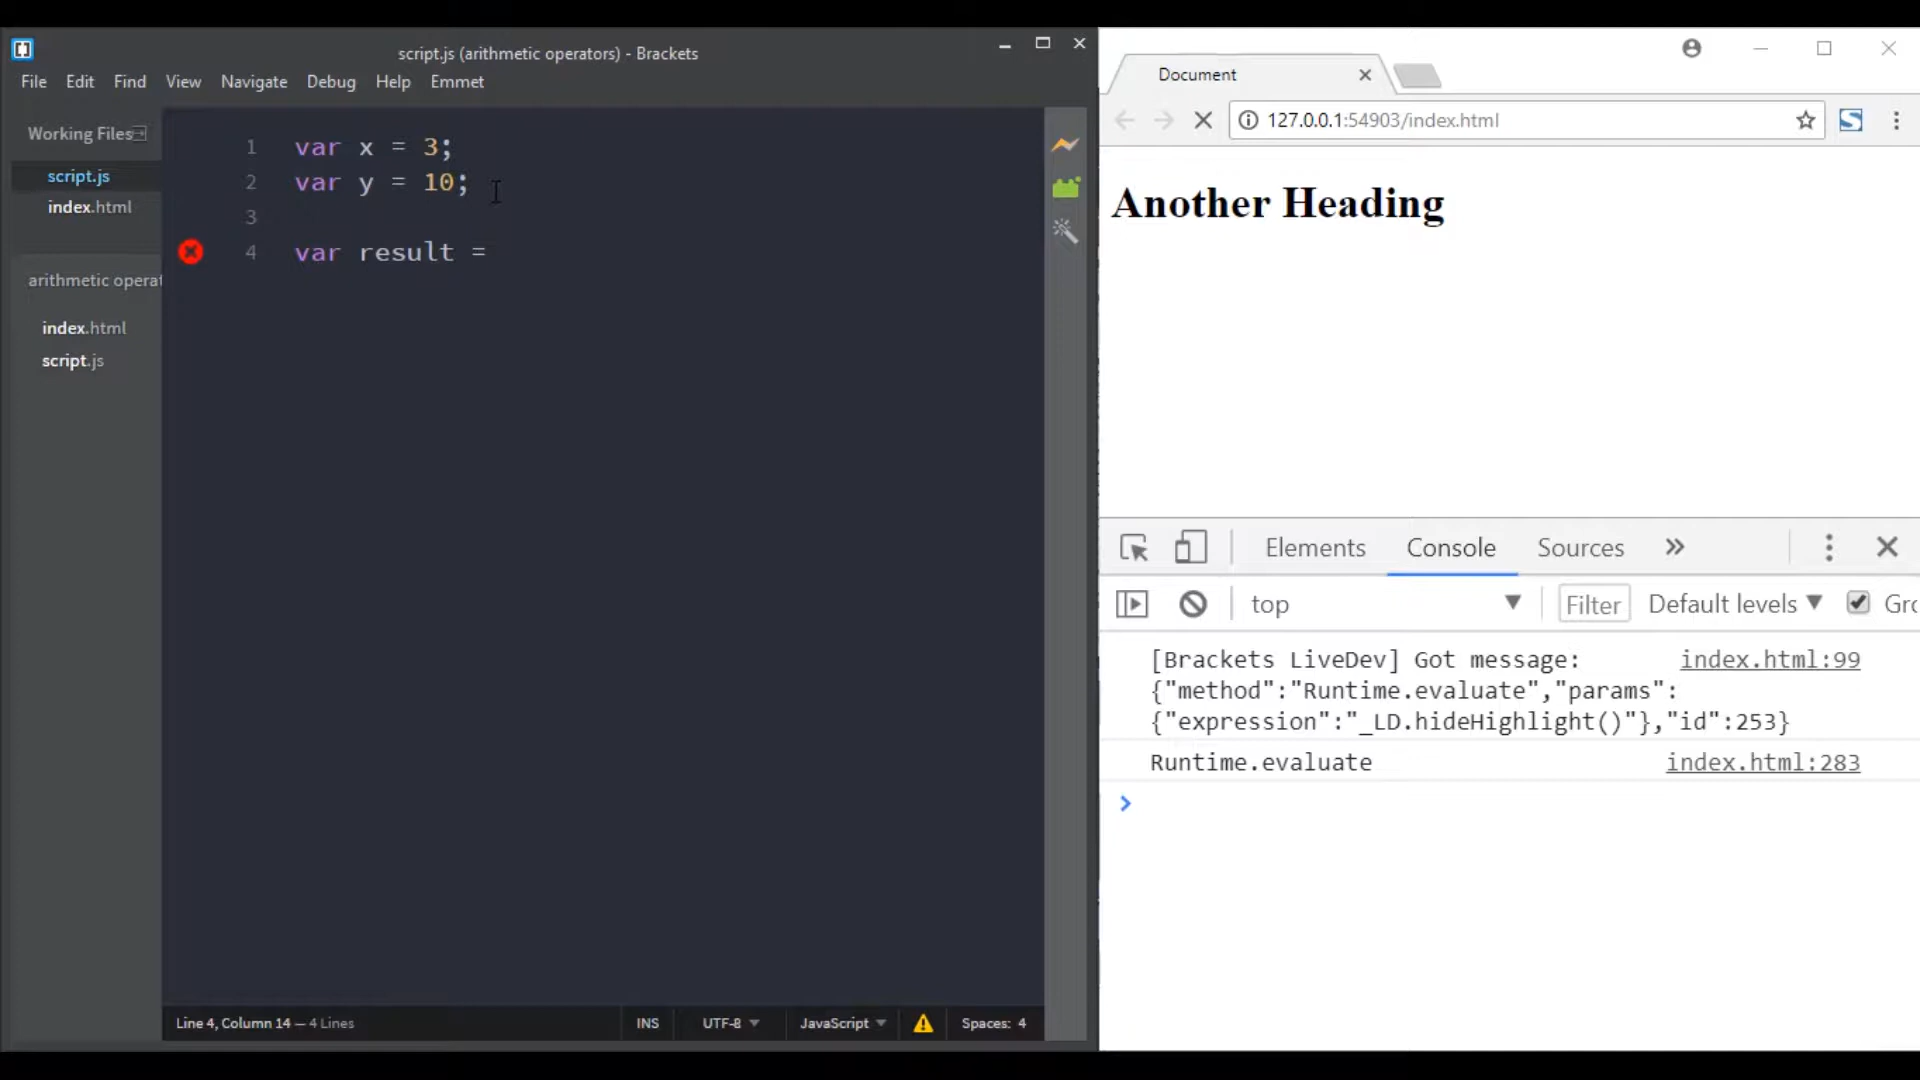 script.js (arithmetic operators) - Brackets
File Edit Find View Navigate Debug Help Emmet
Working Files
script.js
index.html
arithmetic operat
index.html
script.js
1 var x = 3;
2 var y = 10;
3
4 var result =
Line 4, Column 14 — 4 Lines
INS UTF-8 JavaScript Spaces: 4
Document
127.0.0.1:54903/index.html
Another Heading
Elements Console Sources »
top Filter Default levels Gro
[Brackets LiveDev] Got message: index.html:99
{"method":"Runtime.evaluate","params":
{"expression":"_LD.hideHighlight()"},"id":253}
Runtime.evaluate index.html:283